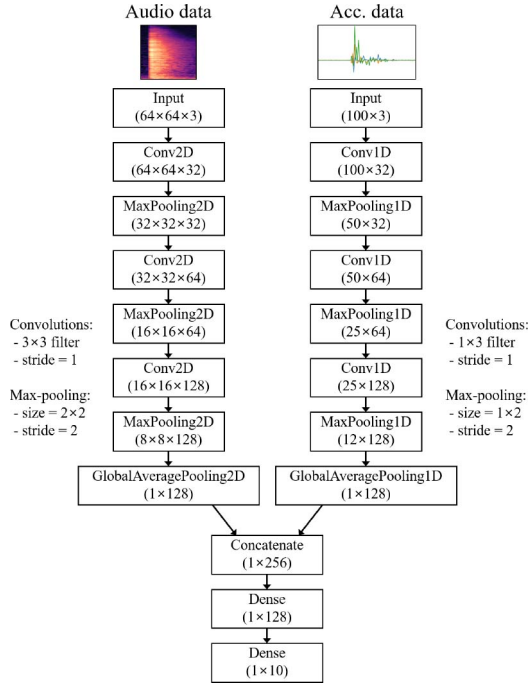 Audio data
Acc. data
Input
(64×64×3)
Input
(100×3)
Conv2D
(64×64×32)
Conv1D
(100×32)
MaxPooling2D
(32×32×32)
MaxPooling1D
(50×32)
Conv2D
(32×32×64)
Conv1D
(50×64)
MaxPooling2D
(16×16×64)
MaxPooling1D
(25×64)
Convolutions:
- 3×3 filter
- stride = 1
Convolutions:
- 1×3 filter
- stride = 1
Conv2D
(16×16×128)
Conv1D
(25×128)
Max-pooling:
- size = 2×2
- stride = 2
Max-pooling:
- size = 1×2
- stride = 2
MaxPooling2D
(8×8×128)
MaxPooling1D
(12×128)
GlobalAveragePooling2D
(1×128)
GlobalAveragePooling1D
(1×128)
Concatenate
(1×256)
Dense
(1×128)
Dense
(1×10)